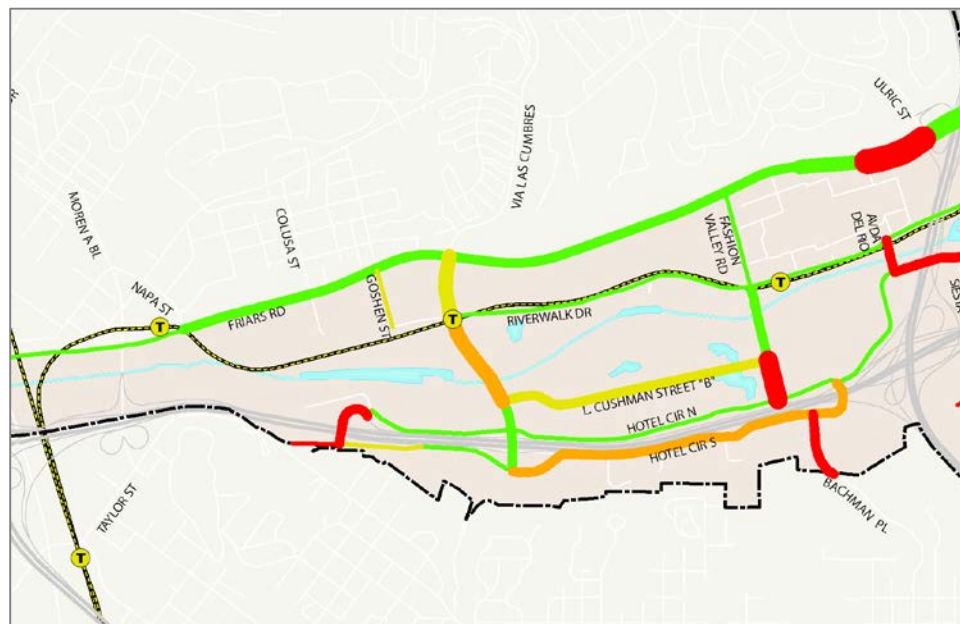 ULRIC ST
VIA LAS CUMBRES
MOREN A BL
COLUSA ST
FASHION
VALLEY RD
AVDA
DEL RIO
NAPA ST
GOSHEN ST
T
T
T
FRIARS RD
RIVERWALK DR
L. CUSHMAN STREET "B"
HOTEL CIR N
HOTEL CIR S
TAYLOR ST
BACHMAN PL
T